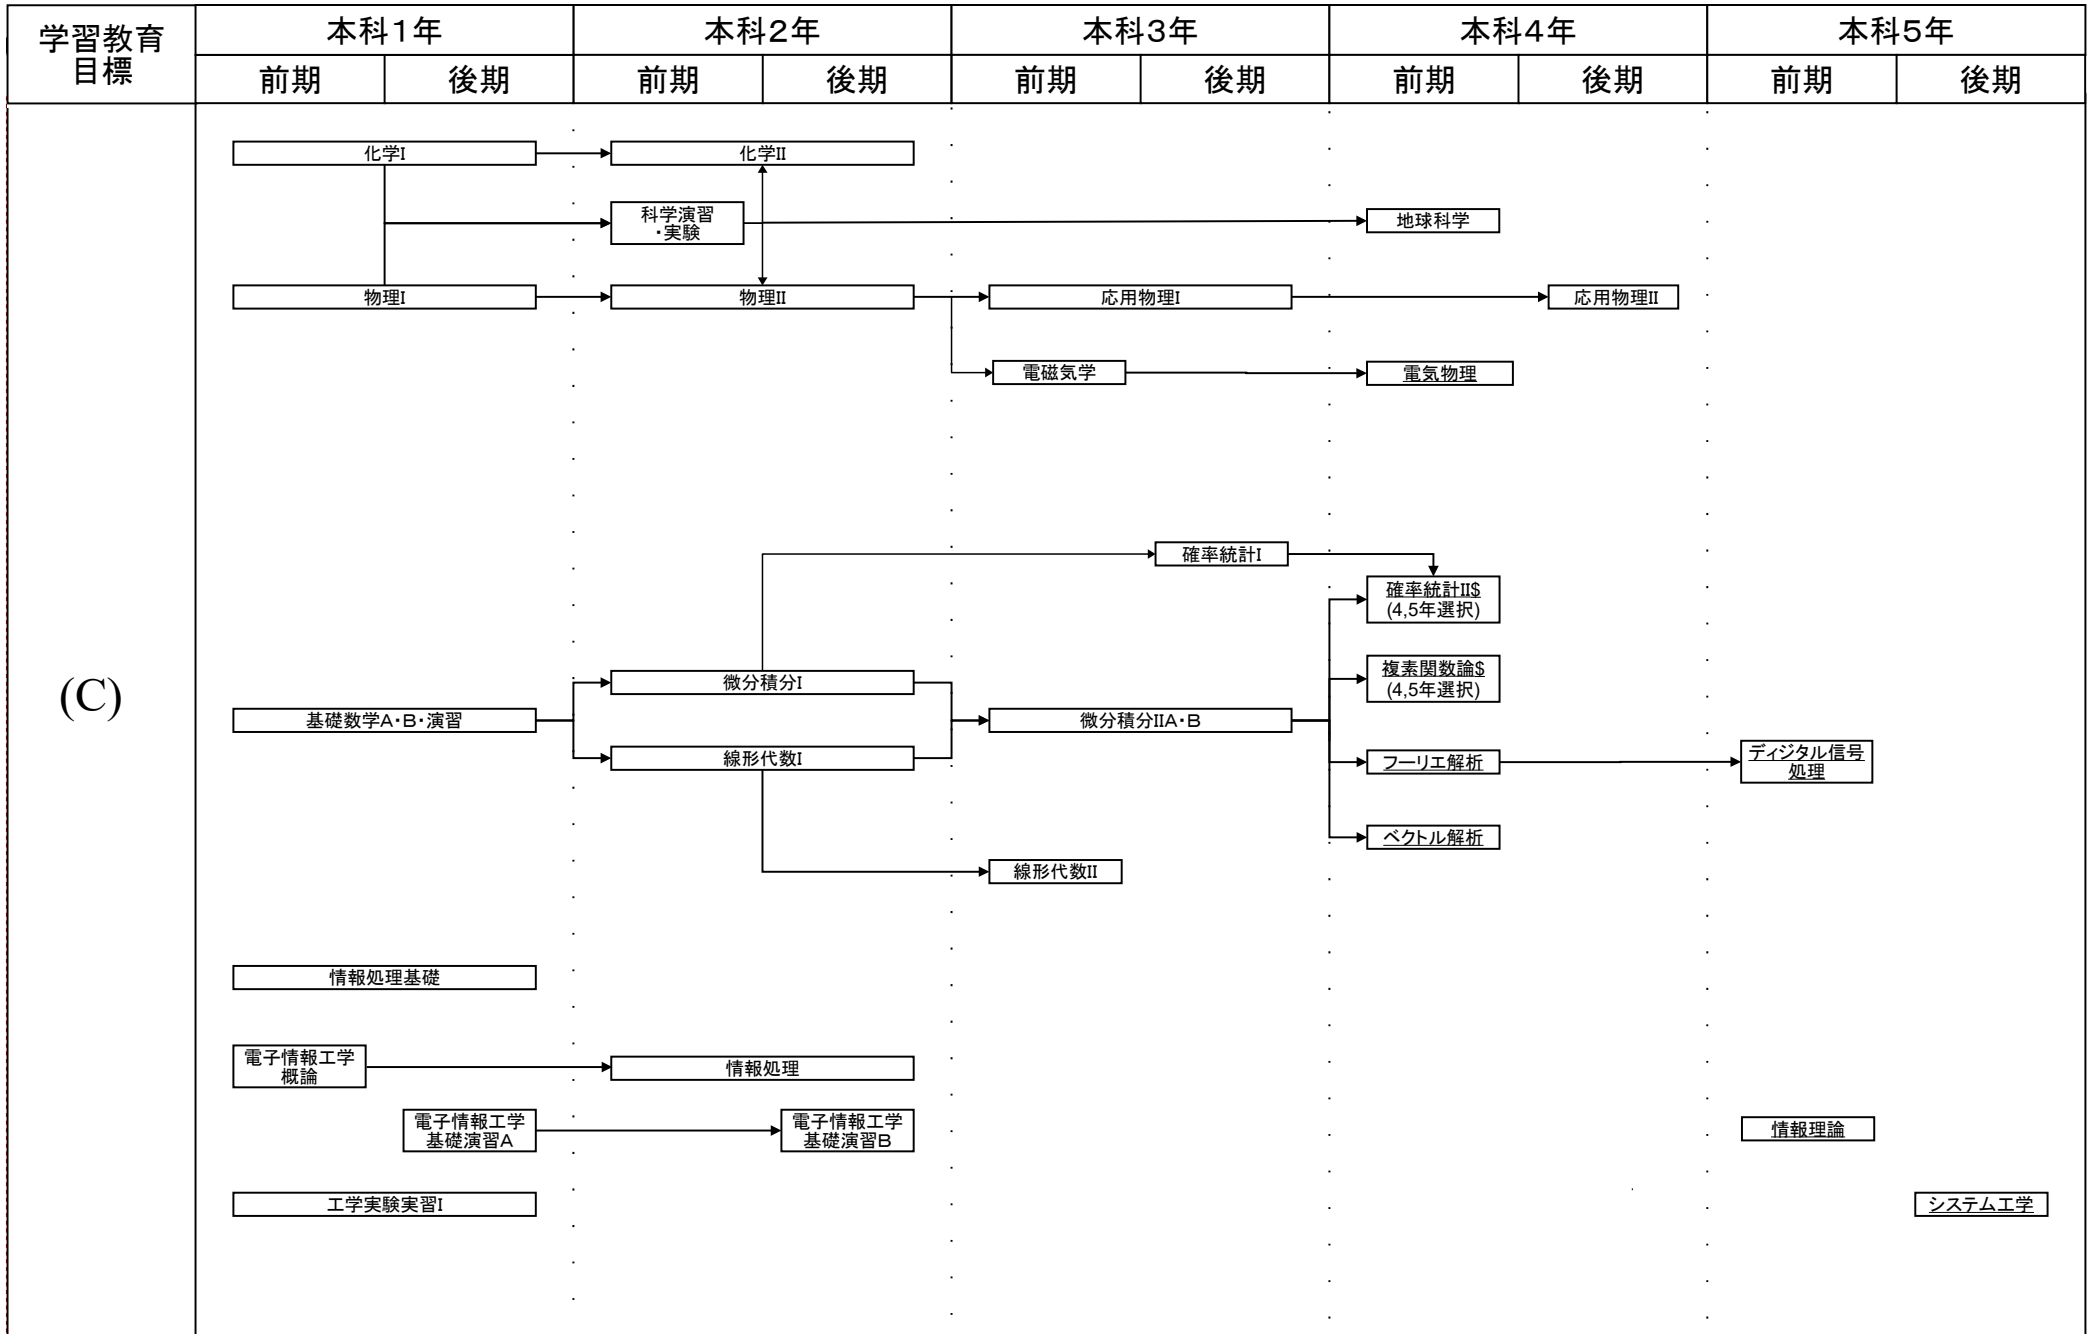 学習教育
目標
本科1年
本科2年
本科3年
本科4年
本科5年
前期
後期
前期
後期
前期
後期
前期
後期
前期
後期
(C)
化学I
化学II
科学演習
・実験
地球科学
物理I
物理II
応用物理I
応用物理II
電磁気学
電気物理
確率統計I
確率統計II$
(4,5年選択)
複素関数論$
(4,5年選択)
微分積分I
基礎数学A・B・演習
微分積分IIA・B
線形代数I
フーリエ解析
ディジタル信号
処理
ベクトル解析
線形代数II
情報処理基礎
電子情報工学
概論
情報処理
電子情報工学
基礎演習A
電子情報工学
基礎演習B
情報理論
工学実験実習I
システム工学